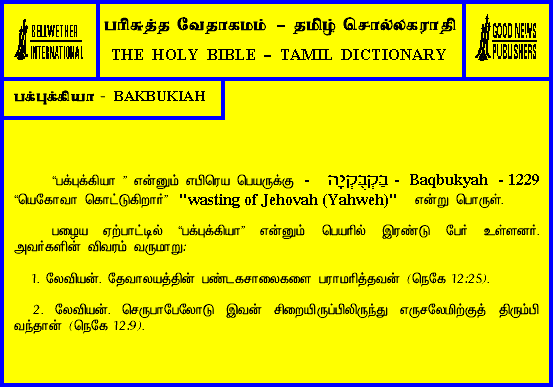 BELLWETHER
INTERNATIONAL
பரிசுத்த வேதாகமம் – தமிழ் சொல்லகராதி
THE HOLY BIBLE – TAMIL DICTIONARY
GOOD NEWS
PUBLISHERS
பக்புக்கியா - BAKBUKIAH
“பக்புக்கியா ” என்னும் எபிரெய பெயருக்கு - בַּקְבֻּקְיָה - Baqbukyah - 1229
“யெகோவா கொட்டுகிறார்” "wasting of Jehovah (Yahweh)" என்று பொருள்.
பழைய ஏற்பாட்டில் “பக்புக்கியா” என்னும் பெயரில் இரண்டு பேர் உள்ளனர்.
அவர்களின் விவரம் வருமாறு:
1. லேவியன். தேவாலயத்தின் பண்டகசாலைகளை பராமரித்தவன் (நெகே 12:25).
2. லேவியன். செருபாபேலோடு இவன் சிறையிருப்பிலிருந்து எருசலேமிற்குத் திரும்பி
வந்தான் (நெகே 12:9).